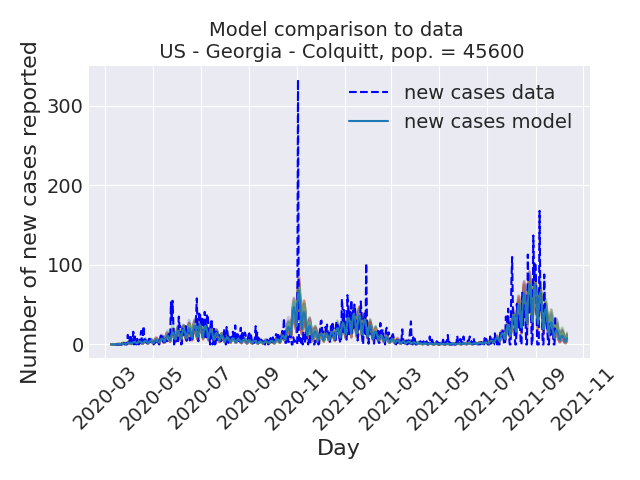 Model comparison to data
US - Georgia - Colquitt, pop. = 45600
Number of new cases reported
300
200
100
0
new cases data
new cases model
2020-03
2020-05
2020-07
2020-09
2020-11
2021-01
2021-03
2021-05
2021-07
2021-09
2021-11
Day